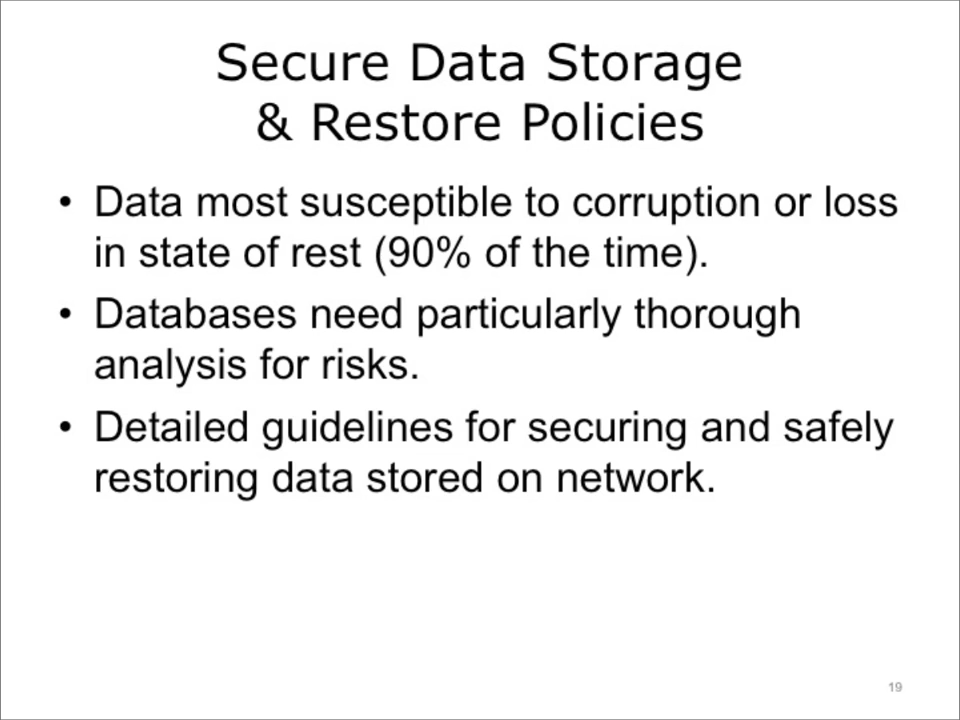 Secure Data Storage
& Restore Policies
• Data most susceptible to corruption or loss
in state of rest (90% of the time).
• Databases need particularly thorough
analysis for risks.
• Detailed guidelines for securing and safely
restoring data stored on network.
19